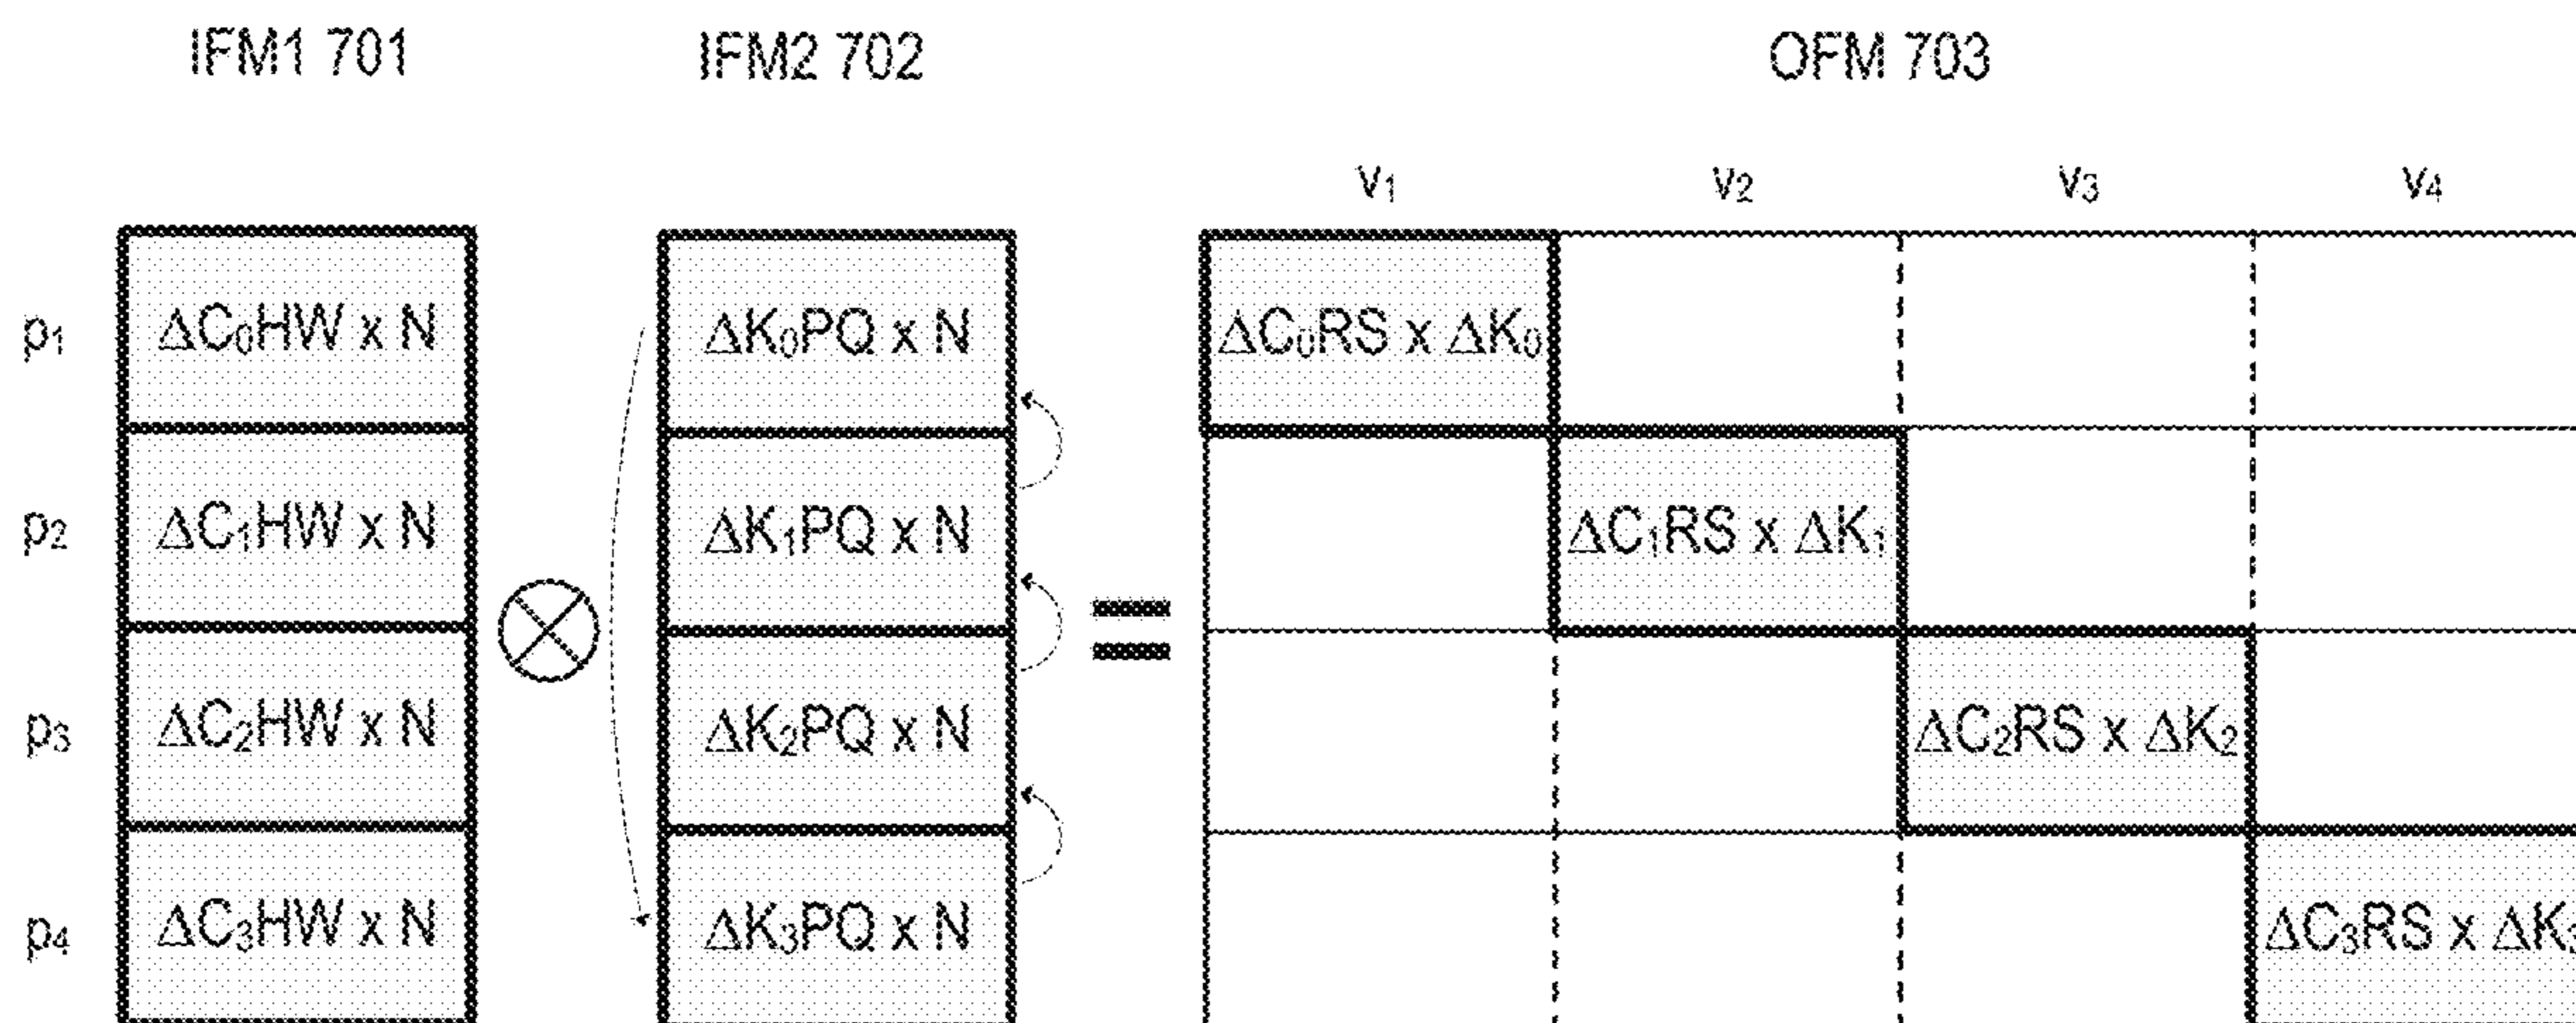 IFM1 701 IFM2 702 OFM 703
v₁ v₂ v₃ v₄
p₁ ΔC₀HW x N ΔK₀PQ x N ΔC₀RS x ΔK₀
p₂ ΔC₁HW x N ΔK₁PQ x N ΔC₁RS x ΔK₁
p₃ ΔC₂HW x N ΔK₂PQ x N = ΔC₂RS x ΔK₂
p₄ ΔC₃HW x N ΔK₃PQ x N ΔC₃RS x ΔK₃